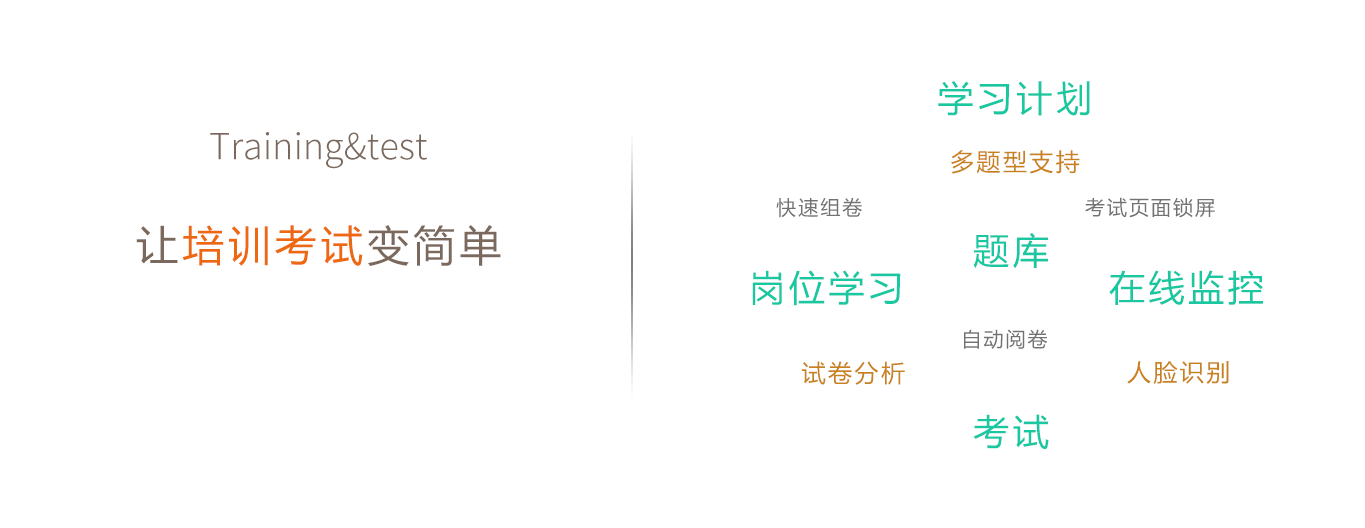 Training&test
让培训考试变简单
学习计划
多题型支持
快速组卷
考试页面锁屏
题库
岗位学习
在线监控
自动阅卷
试卷分析
人脸识别
考试